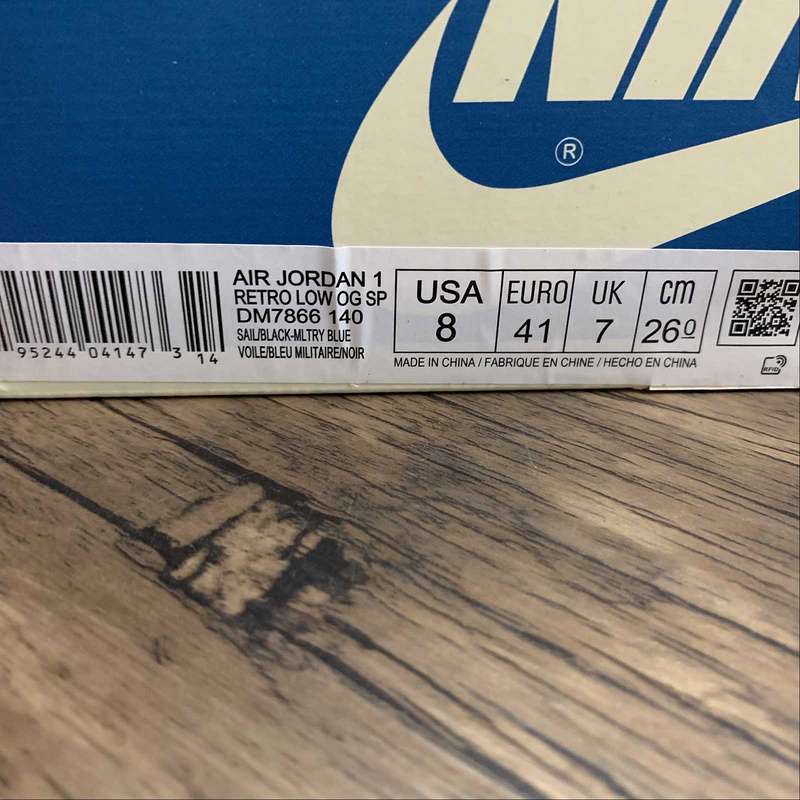 NIK
®
AIR JORDAN 1
RETRO LOW OG SP
DM7866 140
SAIL/BLACK-MLTRY BLUE
VOILE/BLEU MILITAIRE/NOIR
95244 04147 3 14
USA
8
EURO
41
UK
7
cm
26⁰
MADE IN CHINA / FABRIQUE EN CHINE / HECHO EN CHINA
RFID